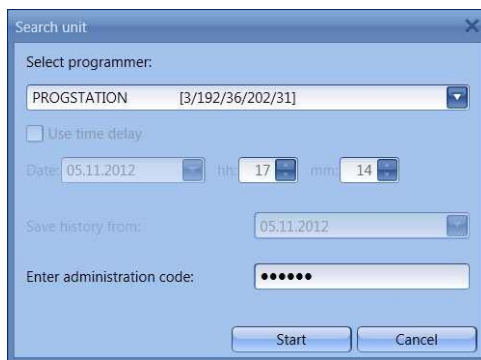 Search unit
Select programmer:
PROGSTATION [3/192/36/202/31]
Use time delay
Date: 05.11.2012 hh: 17 mm: 14
Save history from: 05.11.2012
Enter administration code: ●●●●●●
Start Cancel